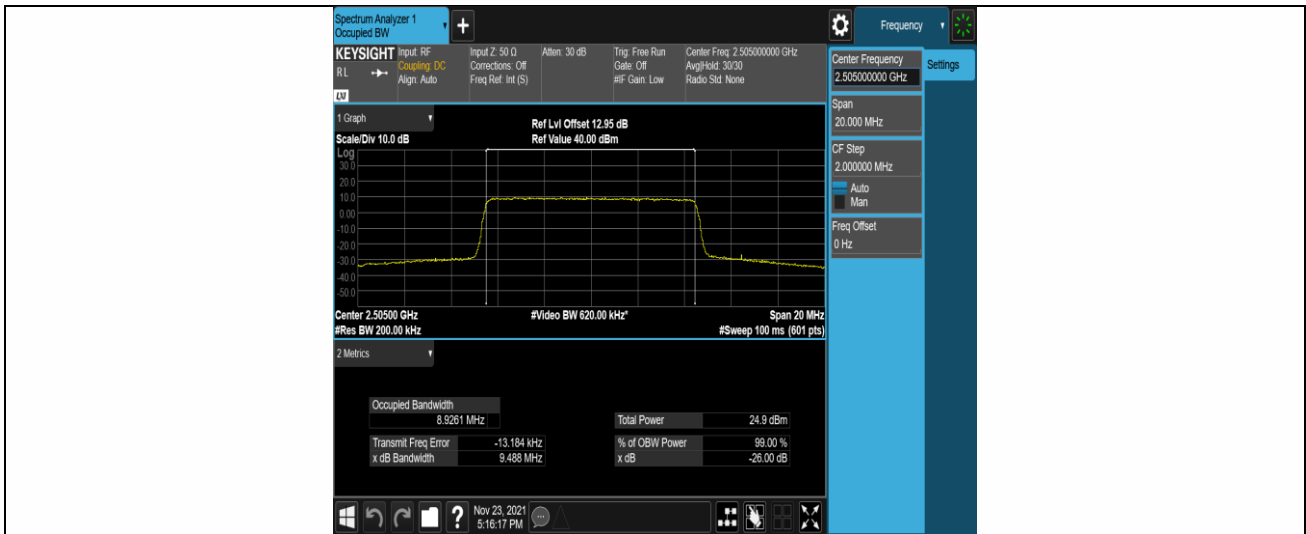 Spectrum Analyzer 1
Occupied BW
Frequency
KEYSIGHT
R L
LXI
Input: RF
Coupling: DC
Align: Auto
Input Z: 50 Ω
Corrections: Off
Freq Ref: Int (S)
Atten: 30 dB
Trig: Free Run
Gate: Off
#IF Gain: Low
Center Freq: 2.505000000 GHz
Avg|Hold: 30/30
Radio Std: None
Center Frequency
2.505000000 GHz
Settings
Span
20.000 MHz
CF Step
2.000000 MHz
Auto
Man
Freq Offset
0 Hz
1 Graph
Scale/Div 10.0 dB
Ref Lvl Offset 12.95 dB
Ref Value 40.00 dBm
Log
30.0
20.0
10.0
0.00
-10.0
-20.0
-30.0
-40.0
-50.0
Center 2.50500 GHz
#Video BW 620.00 kHz*
Span 20 MHz
#Res BW 200.00 kHz
#Sweep 100 ms (601 pts)
2 Metrics
Occupied Bandwidth
8.9261 MHz
Total Power 24.9 dBm
Transmit Freq Error -13.184 kHz
% of OBW Power 99.00 %
x dB Bandwidth 9.488 MHz
x dB -26.00 dB
?
Nov 23, 2021
5:16:17 PM